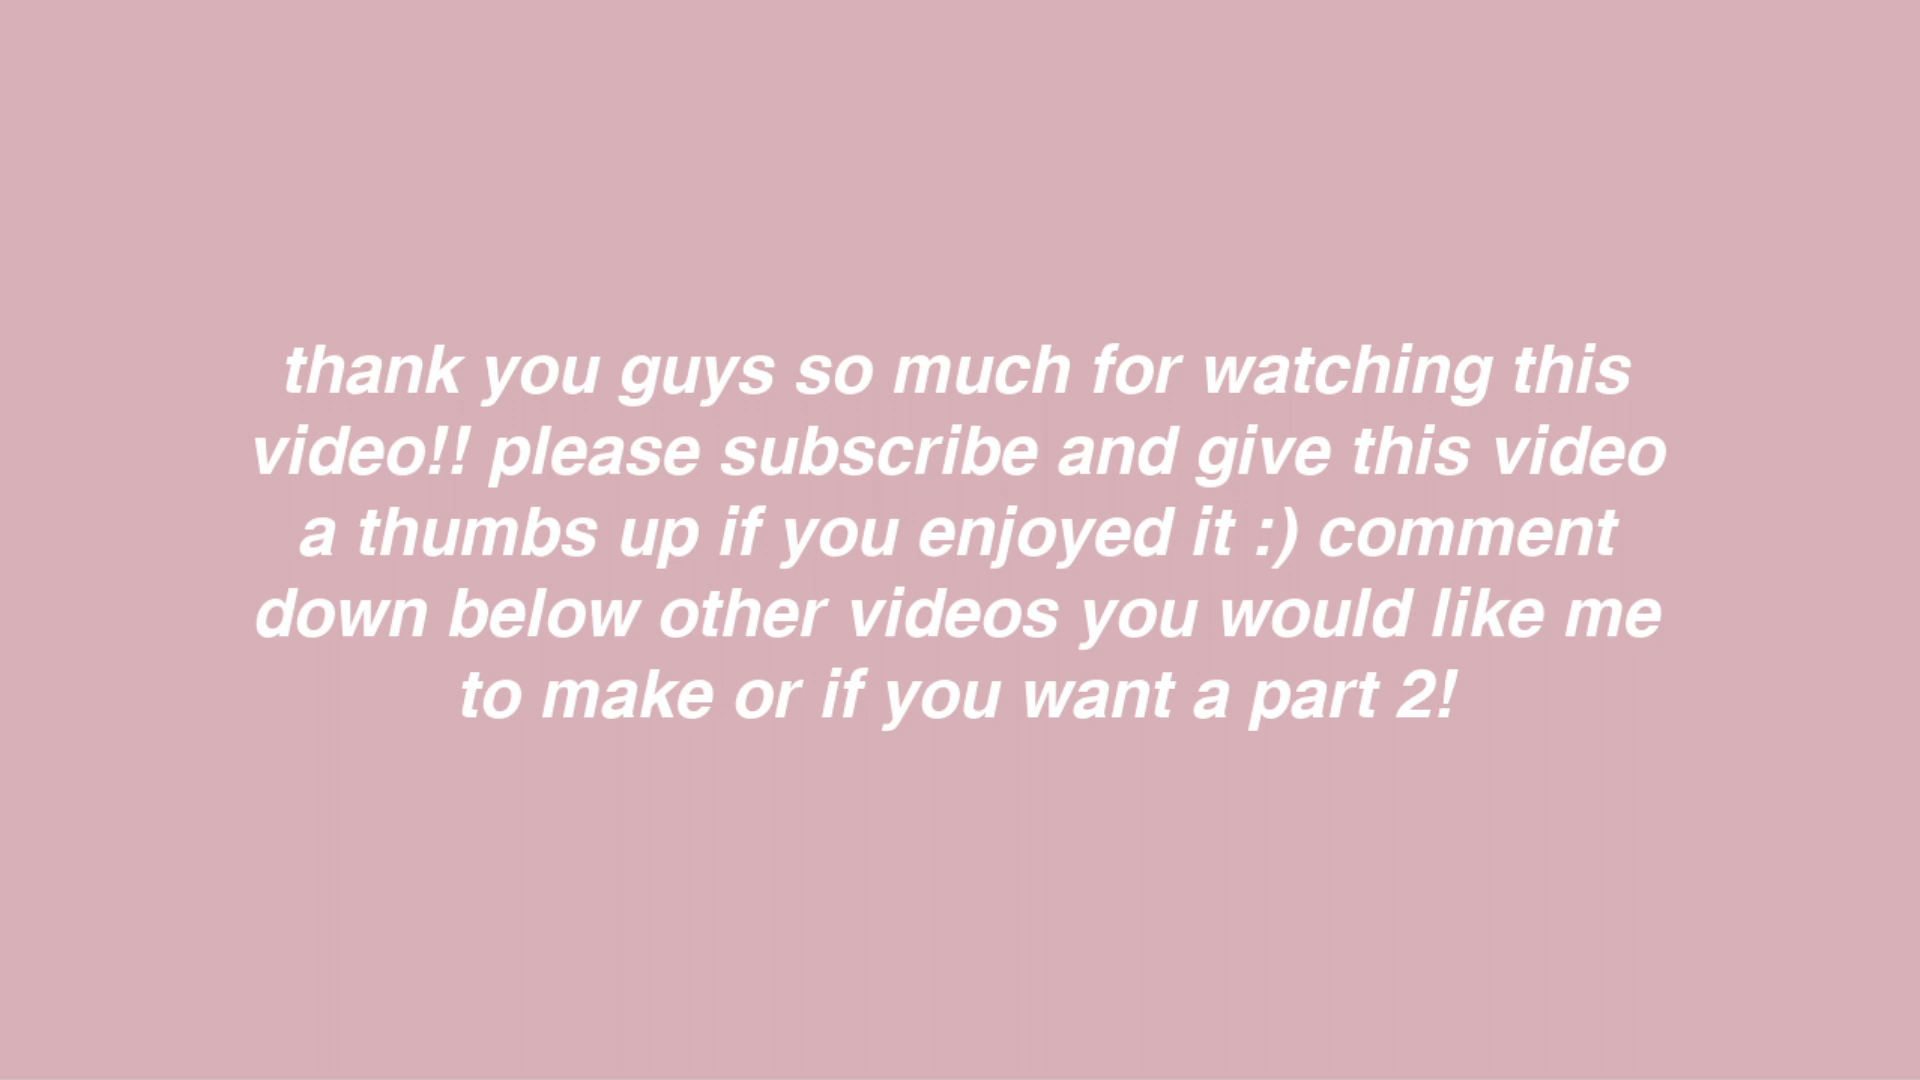 thank you guys so much for watching this
video!! please subscribe and give this video
a thumbs up if you enjoyed it :) comment
down below other videos you would like me
to make or if you want a part 2!